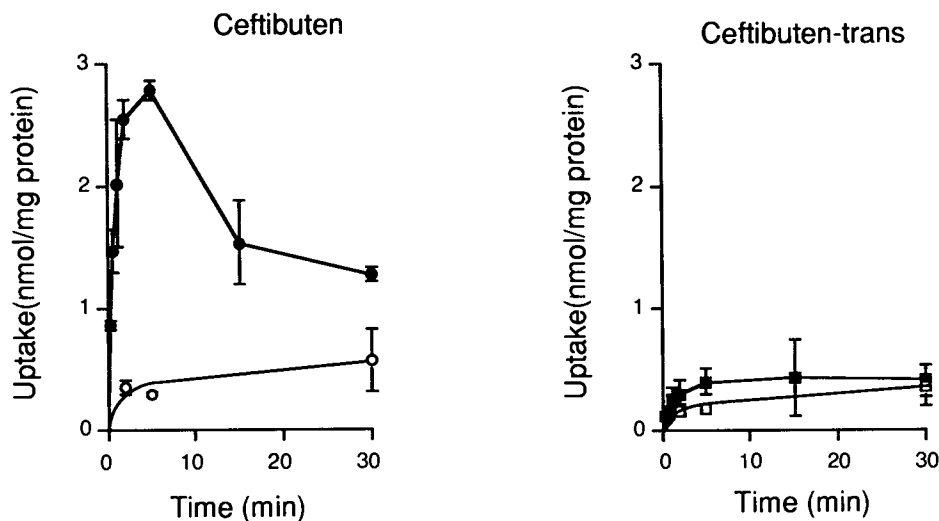 Ceftibuten
Uptake(nmol/mg protein)
3
2
1
0
0 10 20 30
Time (min)
Ceftibuten-trans
Uptake(nmol/mg protein)
3
2
1
0
0 10 20 30
Time (min)